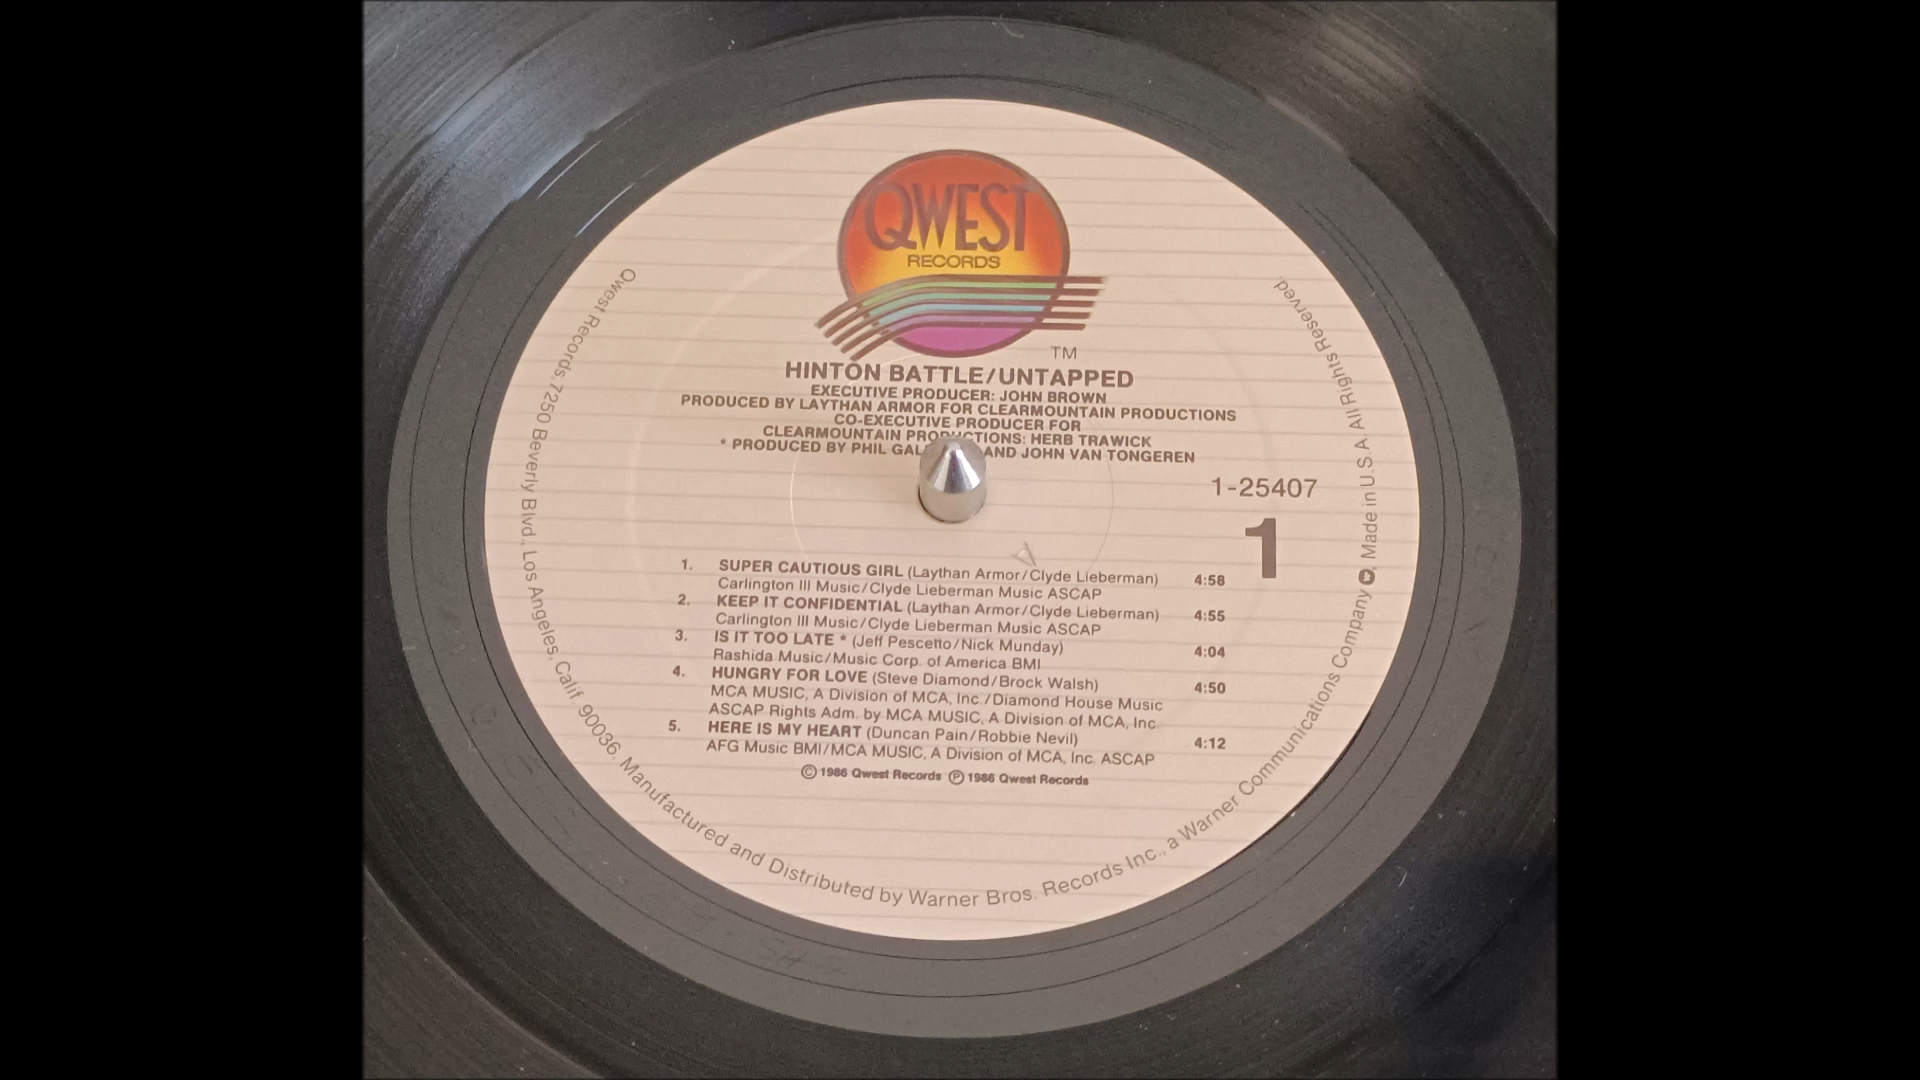 QWEST
RECORDS
TM
HINTON BATTLE/UNTAPPED
EXECUTIVE PRODUCER: JOHN BROWN
PRODUCED BY LAYTHAN ARMOR FOR CLEARMOUNTAIN PRODUCTIONS
CO-EXECUTIVE PRODUCER FOR
CLEARMOUNTAIN PRODUCTIONS: HERB TRAWICK
* PRODUCED BY PHIL AND JOHN VAN TONGEREN
1-25407
1
1. SUPER CAUTIOUS GIRL (Laythan Armor/Clyde Lieberman) 4:58
Carlington III Music/Clyde Lieberman Music ASCAP
2. KEEP IT CONFIDENTIAL (Laythan Armor/Clyde Lieberman) 4:55
Carlington III Music/Clyde Lieberman Music ASCAP
3. IS IT TOO LATE * (Jeff Pescetto/Nick Munday) 4:04
Rashida Music/Music Corp. of America BMI
4. HUNGRY FOR LOVE (Steve Diamond/Brock Walsh) 4:50
MCA MUSIC, A Division of MCA, Inc./Diamond House Music
ASCAP Rights Adm. by MCA MUSIC, A Division of MCA, Inc.
5. HERE IS MY HEART (Duncan Pain/Robbie Nevil) 4:12
AFG Music BMI/MCA MUSIC, A Division of MCA, Inc. ASCAP
© 1986 Qwest Records ℗ 1986 Qwest Records
Qwest Records, 7250 Beverly Blvd., Los Angeles, Calif. 90036. Manufactured and Distributed by Warner Bros. Records Inc., a Warner Communications Company, Made in U.S.A. All Rights Reserved.